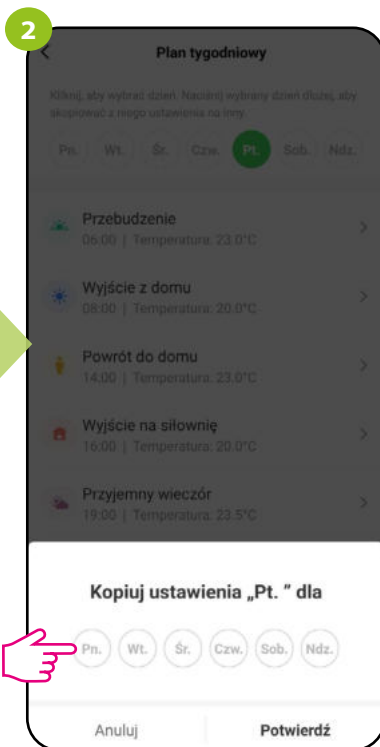 2
Plan tygodniowy
Kliknij, aby wybrać dzień. Naciśnij wybrany dzień dłużej, aby
skopiować z niego ustawienia na inny.
Pn. Wt. Śr. Czw. Pt. Sob. Ndz.
Przebudzenie
06:00 | Temperatura: 23.0°C
Wyjście z domu
08:00 | Temperatura: 20.0°C
Powrót do domu
14:00 | Temperatura: 23.0°C
Wyjście na siłownię
16:00 | Temperatura: 20.0°C
Przyjemny wieczór
19:00 | Temperatura: 23.5°C
Kopiuj ustawienia „Pt. ” dla
Pn. Wt. Śr. Czw. Sob. Ndz.
Anuluj Potwierdź